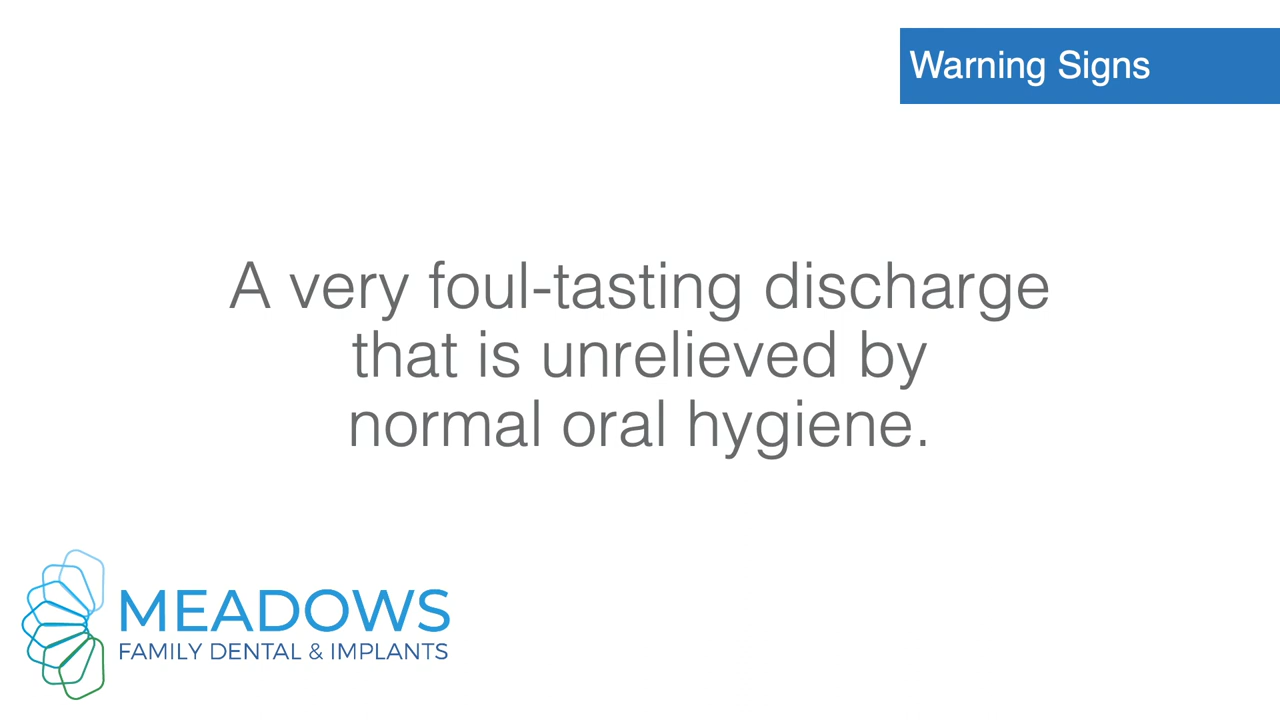 Warning Signs
A very foul-tasting discharge
that is unrelieved by
normal oral hygiene.
MEADOWS
FAMILY DENTAL & IMPLANTS